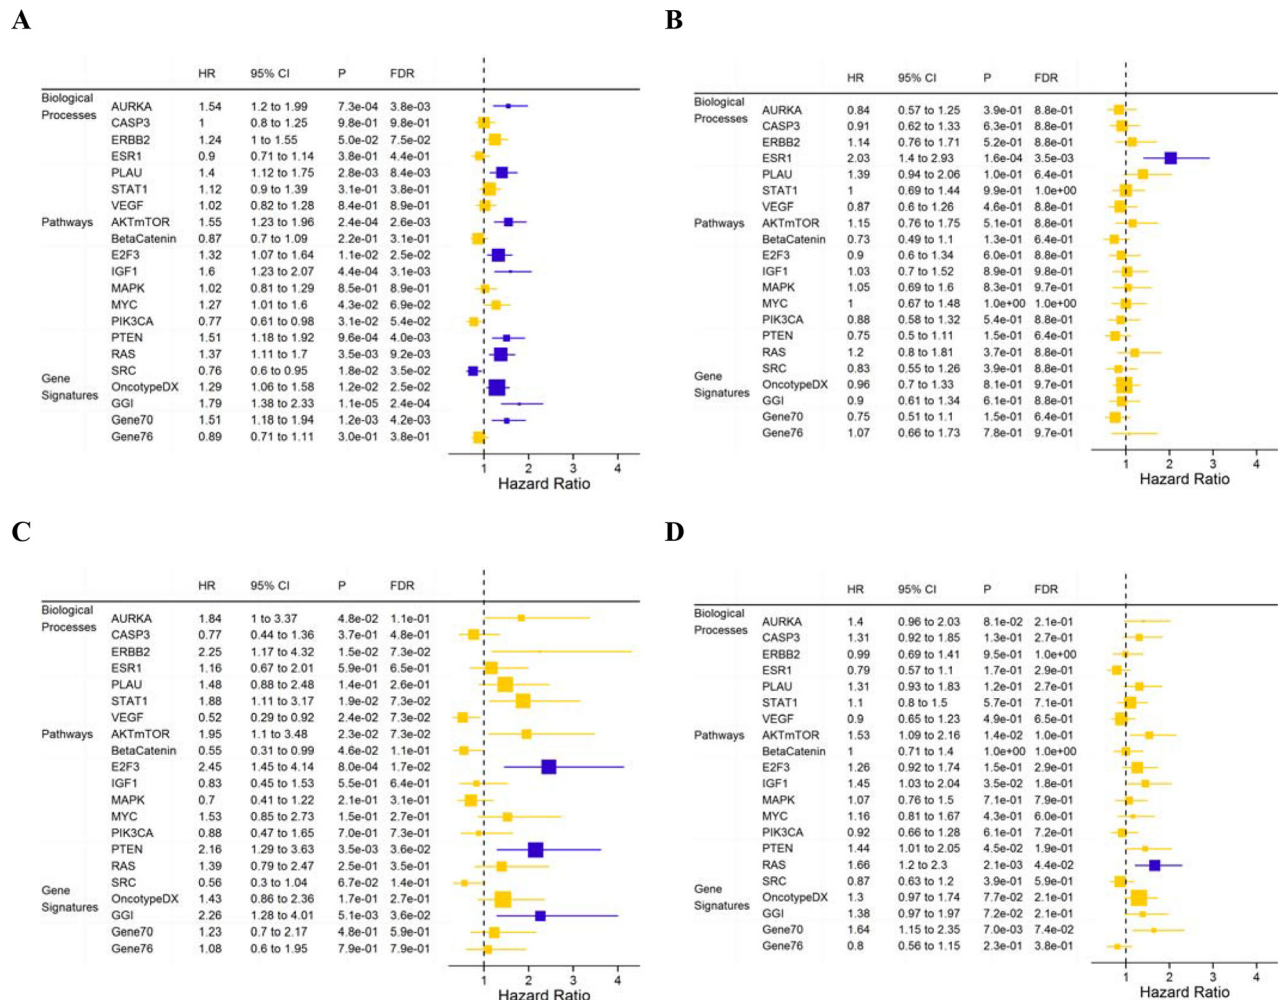 A
HR 95% CI P FDR
Biological
Processes
AURKA 1.54 1.2 to 1.99 7.3e-04 3.8e-03
CASP3 1 0.8 to 1.25 9.8e-01 9.8e-01
ERBB2 1.24 1 to 1.55 5.0e-02 7.5e-02
ESR1 0.9 0.71 to 1.14 3.8e-01 4.4e-01
PLAU 1.4 1.12 to 1.75 2.8e-03 8.4e-03
STAT1 1.12 0.9 to 1.39 3.1e-01 3.8e-01
VEGF 1.02 0.82 to 1.28 8.4e-01 8.9e-01
Pathways AKTmTOR 1.55 1.23 to 1.96 2.4e-04 2.6e-03
BetaCatenin 0.87 0.7 to 1.09 2.2e-01 3.1e-01
E2F3 1.32 1.07 to 1.64 1.1e-02 2.5e-02
IGF1 1.6 1.23 to 2.07 4.4e-04 3.1e-03
MAPK 1.02 0.81 to 1.29 8.5e-01 8.9e-01
MYC 1.27 1.01 to 1.6 4.3e-02 6.9e-02
PIK3CA 0.77 0.61 to 0.98 3.1e-02 5.4e-02
PTEN 1.51 1.18 to 1.92 9.6e-04 4.0e-03
RAS 1.37 1.11 to 1.7 3.5e-03 9.2e-03
SRC 0.76 0.6 to 0.95 1.8e-02 3.5e-02
Gene
Signatures
OncotypeDX 1.29 1.06 to 1.58 1.2e-02 2.5e-02
GGI 1.79 1.38 to 2.33 1.1e-05 2.4e-04
Gene70 1.51 1.18 to 1.94 1.2e-03 4.2e-03
Gene76 0.89 0.71 to 1.11 3.0e-01 3.8e-01
1 2 3 4
Hazard Ratio
B
HR 95% CI P FDR
Biological
Processes
AURKA 0.84 0.57 to 1.25 3.9e-01 8.8e-01
CASP3 0.91 0.62 to 1.33 6.3e-01 8.8e-01
ERBB2 1.14 0.76 to 1.71 5.2e-01 8.8e-01
ESR1 2.03 1.4 to 2.93 1.6e-04 3.5e-03
PLAU 1.39 0.94 to 2.06 1.0e-01 6.4e-01
STAT1 1 0.69 to 1.44 9.9e-01 1.0e+00
VEGF 0.87 0.6 to 1.26 4.6e-01 8.8e-01
Pathways AKTmTOR 1.15 0.76 to 1.75 5.1e-01 8.8e-01
BetaCatenin 0.73 0.49 to 1.1 1.3e-01 6.4e-01
E2F3 0.9 0.6 to 1.34 6.0e-01 8.8e-01
IGF1 1.03 0.7 to 1.52 8.9e-01 9.8e-01
MAPK 1.05 0.69 to 1.6 8.3e-01 9.7e-01
MYC 1 0.67 to 1.48 1.0e+00 1.0e+00
PIK3CA 0.88 0.58 to 1.32 5.4e-01 8.8e-01
PTEN 0.75 0.5 to 1.11 1.5e-01 6.4e-01
RAS 1.2 0.8 to 1.81 3.7e-01 8.8e-01
SRC 0.83 0.55 to 1.26 3.9e-01 8.8e-01
Gene
Signatures
OncotypeDX 0.96 0.7 to 1.33 8.1e-01 9.7e-01
GGI 0.9 0.61 to 1.34 6.1e-01 8.8e-01
Gene70 0.75 0.51 to 1.1 1.5e-01 6.4e-01
Gene76 1.07 0.66 to 1.73 7.8e-01 9.7e-01
1 2 3 4
Hazard Ratio
C
HR 95% CI P FDR
Biological
Processes
AURKA 1.84 1 to 3.37 4.8e-02 1.1e-01
CASP3 0.77 0.44 to 1.36 3.7e-01 4.8e-01
ERBB2 2.25 1.17 to 4.32 1.5e-02 7.3e-02
ESR1 1.16 0.67 to 2.01 5.9e-01 6.5e-01
PLAU 1.48 0.88 to 2.48 1.4e-01 2.6e-01
STAT1 1.88 1.11 to 3.17 1.9e-02 7.3e-02
VEGF 0.52 0.29 to 0.92 2.4e-02 7.3e-02
Pathways AKTmTOR 1.95 1.1 to 3.48 2.3e-02 7.3e-02
BetaCatenin 0.55 0.31 to 0.99 4.6e-02 1.1e-01
E2F3 2.45 1.45 to 4.14 8.0e-04 1.7e-02
IGF1 0.83 0.45 to 1.53 5.5e-01 6.4e-01
MAPK 0.7 0.41 to 1.22 2.1e-01 3.1e-01
MYC 1.53 0.85 to 2.73 1.5e-01 2.7e-01
PIK3CA 0.88 0.47 to 1.65 7.0e-01 7.3e-01
PTEN 2.16 1.29 to 3.63 3.5e-03 3.6e-02
RAS 1.39 0.79 to 2.47 2.5e-01 3.5e-01
SRC 0.56 0.3 to 1.04 6.7e-02 1.4e-01
Gene
Signatures
OncotypeDX 1.43 0.86 to 2.36 1.7e-01 2.7e-01
GGI 2.26 1.28 to 4.01 5.1e-03 3.6e-02
Gene70 1.23 0.7 to 2.17 4.8e-01 5.9e-01
Gene76 1.08 0.6 to 1.95 7.9e-01 7.9e-01
1 2 3 4
Hazard Ratio
D
HR 95% CI P FDR
Biological
Processes
AURKA 1.4 0.96 to 2.03 8.1e-02 2.1e-01
CASP3 1.31 0.92 to 1.85 1.3e-01 2.7e-01
ERBB2 0.99 0.69 to 1.41 9.5e-01 1.0e+00
ESR1 0.79 0.57 to 1.1 1.7e-01 2.9e-01
PLAU 1.31 0.93 to 1.83 1.2e-01 2.7e-01
STAT1 1.1 0.8 to 1.5 5.7e-01 7.1e-01
VEGF 0.9 0.65 to 1.23 4.9e-01 6.5e-01
Pathways AKTmTOR 1.53 1.09 to 2.16 1.4e-02 1.0e-01
BetaCatenin 1 0.71 to 1.4 1.0e+00 1.0e+00
E2F3 1.26 0.92 to 1.74 1.5e-01 2.9e-01
IGF1 1.45 1.03 to 2.04 3.5e-02 1.8e-01
MAPK 1.07 0.76 to 1.5 7.1e-01 7.9e-01
MYC 1.16 0.81 to 1.67 4.3e-01 6.0e-01
PIK3CA 0.92 0.66 to 1.28 6.1e-01 7.2e-01
PTEN 1.44 1.01 to 2.05 4.5e-02 1.9e-01
RAS 1.66 1.2 to 2.3 2.1e-03 4.4e-02
SRC 0.87 0.63 to 1.2 3.9e-01 5.9e-01
Gene
Signatures
OncotypeDX 1.3 0.97 to 1.74 7.7e-02 2.1e-01
GGI 1.38 0.97 to 1.97 7.2e-02 2.1e-01
Gene70 1.64 1.15 to 2.35 7.0e-03 7.4e-02
Gene76 0.8 0.56 to 1.15 2.3e-01 3.8e-01
1 2 3 4
Hazard Ratio